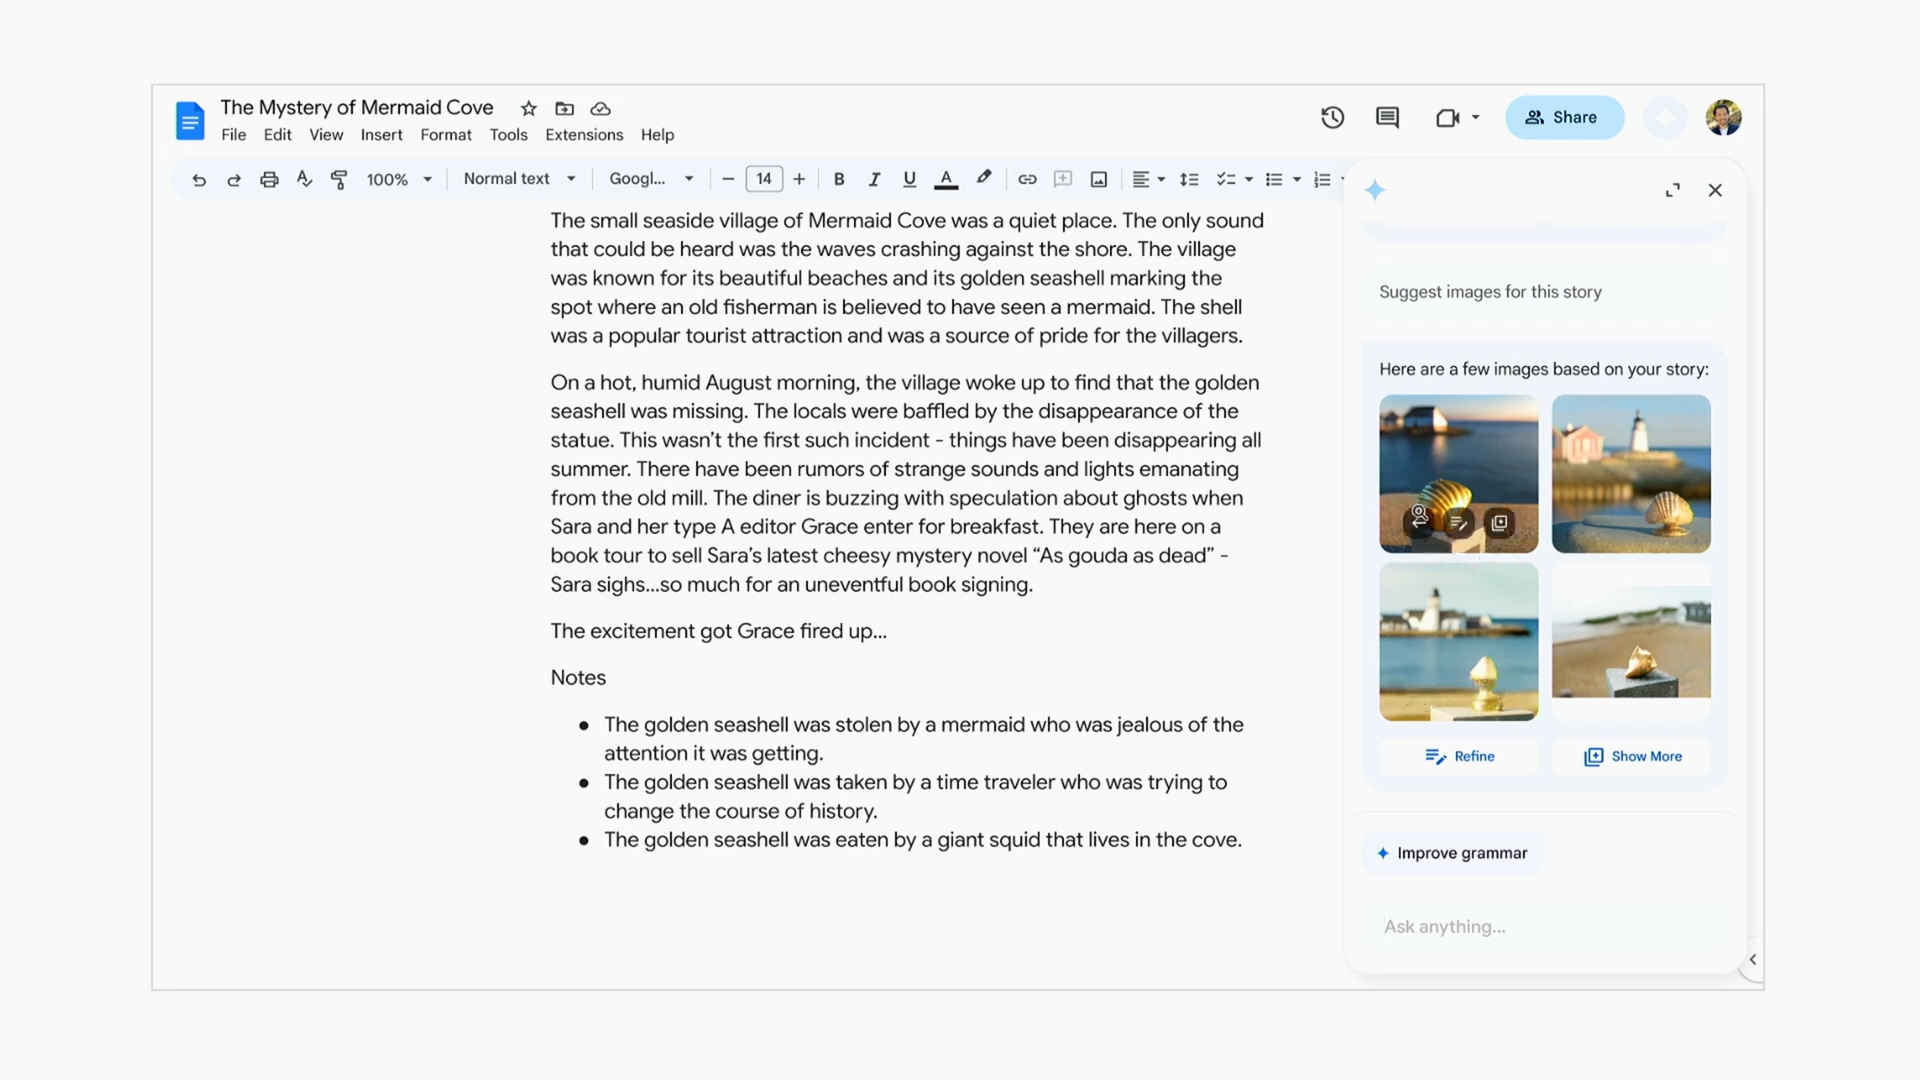 The Mystery of Mermaid Cove
File Edit View Insert Format Tools Extensions Help
Share
100% Normal text Googl... 14 B I U A
The small seaside village of Mermaid Cove was a quiet place. The only sound
that could be heard was the waves crashing against the shore. The village
was known for its beautiful beaches and its golden seashell marking the
spot where an old fisherman is believed to have seen a mermaid. The shell
was a popular tourist attraction and was a source of pride for the villagers.
On a hot, humid August morning, the village woke up to find that the golden
seashell was missing. The locals were baffled by the disappearance of the
statue. This wasn’t the first such incident - things have been disappearing all
summer. There have been rumors of strange sounds and lights emanating
from the old mill. The diner is buzzing with speculation about ghosts when
Sara and her type A editor Grace enter for breakfast. They are here on a
book tour to sell Sara’s latest cheesy mystery novel “As gouda as dead” -
Sara sighs...so much for an uneventful book signing.
The excitement got Grace fired up...
Notes
● The golden seashell was stolen by a mermaid who was jealous of the
attention it was getting.
● The golden seashell was taken by a time traveler who was trying to
change the course of history.
● The golden seashell was eaten by a giant squid that lives in the cove.
Suggest images for this story
Here are a few images based on your story:
Refine
Show More
Improve grammar
Ask anything...